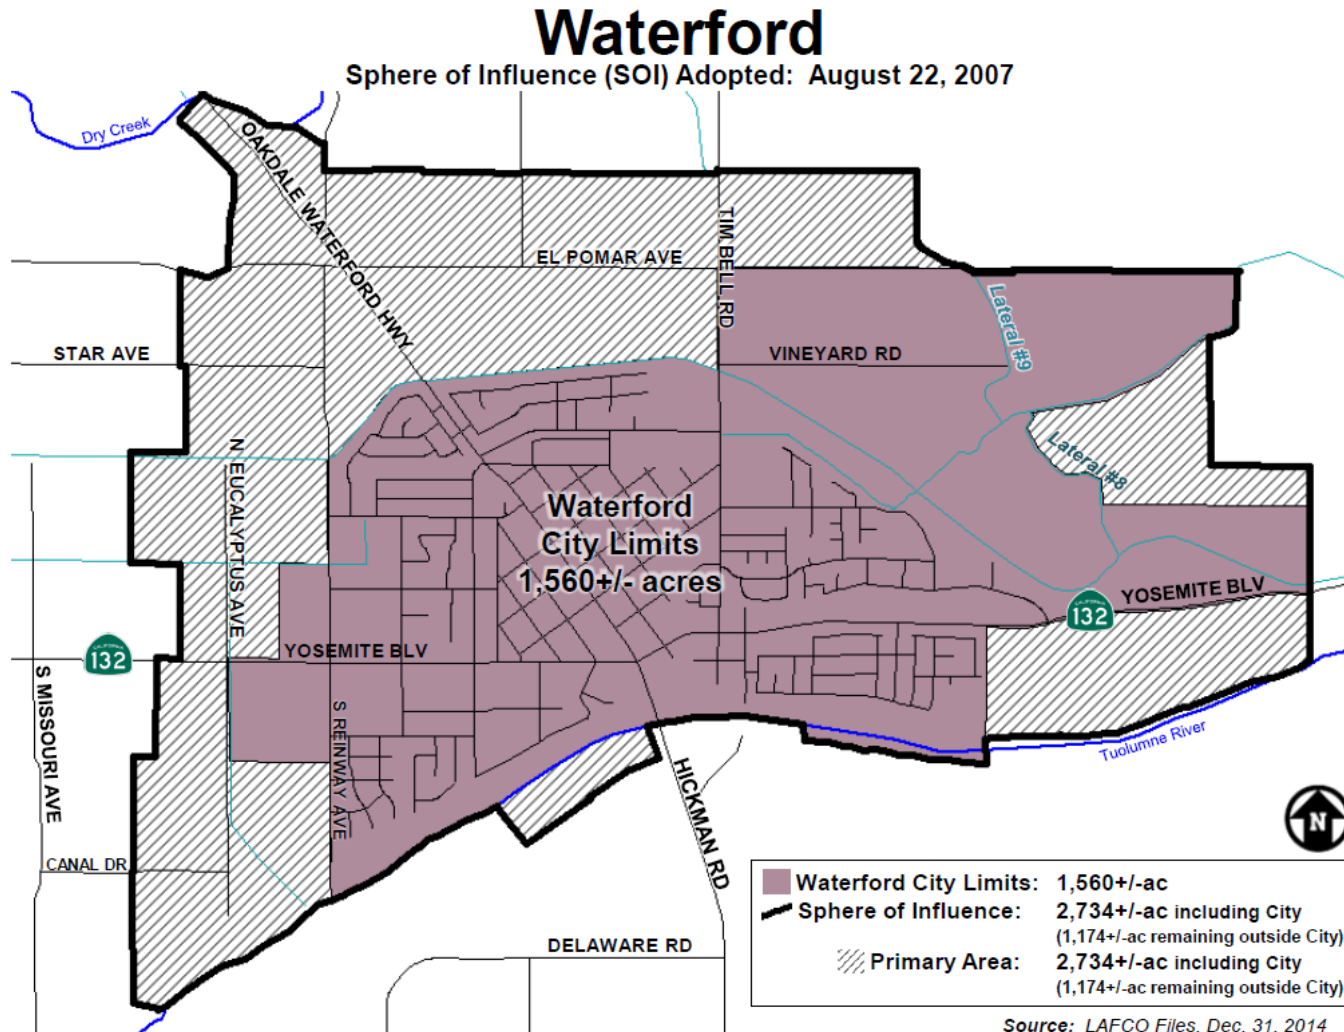 Waterford
Sphere of Influence (SOI) Adopted: August 22, 2007
Dry Creek
OAKDALE WATERFORD HWY
TIM BELL RD
EL POMAR AVE
Lateral #9
STAR AVE
VINEYARD RD
N EUCALYPTUS AVE
Lateral #8
Waterford
City Limits
1,560+/- acres
YOSEMITE BLV
CALIFORNIA
132
YOSEMITE BLV
CALIFORNIA
132
S MISSOURI AVE
S REINWAY AVE
Tuolumne River
HICKMAN RD
N
CANAL DR
DELAWARE RD
Waterford City Limits: 1,560+/-ac
Sphere of Influence: 2,734+/-ac including City
(1,174+/-ac remaining outside City)
Primary Area: 2,734+/-ac including City
(1,174+/-ac remaining outside City)
Source: LAFCO Files, Dec. 31, 2014